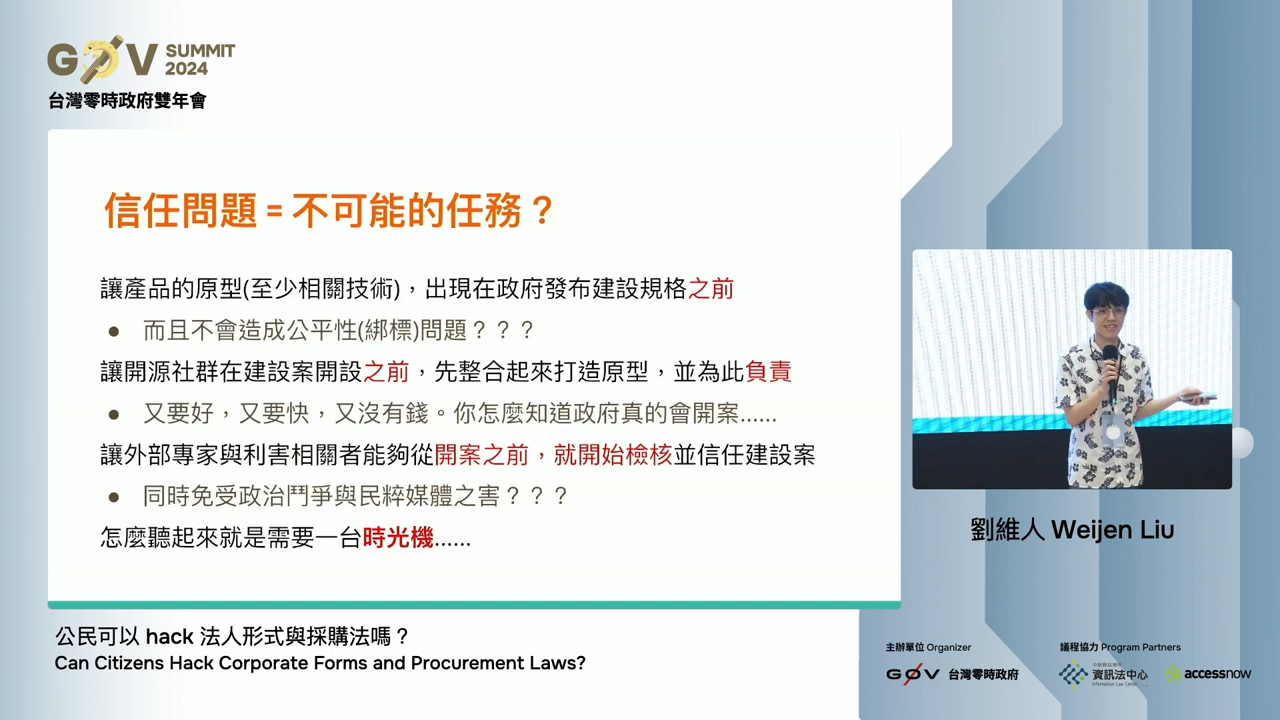 G0V SUMMIT 2024
台灣零時政府雙年會
信任問題 = 不可能的任務？
讓產品的原型(至少相關技術)，出現在政府發布建設規格之前
● 而且不會造成公平性(綁標)問題？？？
讓開源社群在建設案開設之前，先整合起來打造原型，並為此負責
● 又要好，又要快，又沒有錢。你怎麼知道政府真的會開案......
讓外部專家與利害相關者能夠從開案之前，就開始檢核並信任建設案
● 同時免受政治鬥爭與民粹媒體之害？？？
怎麼聽起來就是需要一台時光機......
劉維人 Weijen Liu
公民可以 hack 法人形式與採購法嗎？
Can Citizens Hack Corporate Forms and Procurement Laws?
主辦單位 Organizer
議程協力 Program Partners
G0V 台灣零時政府
資訊法中心
Information Law Center
accessnow